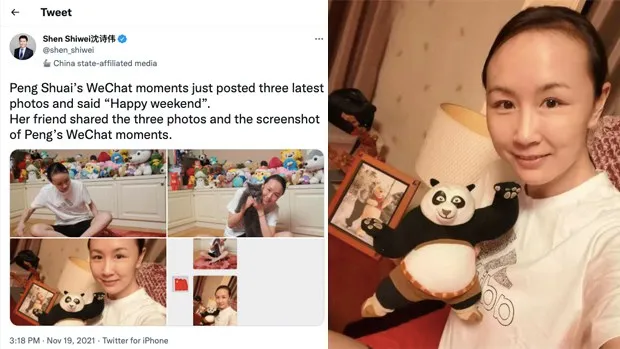 Tweet
Shen Shiwei沈诗伟
@shen_shiwei
China state-affiliated media
Peng Shuai's WeChat moments just posted three latest
photos and said “Happy weekend”.
Her friend shared the three photos and the screenshot
of Peng's WeChat moments.
3:18 PM · Nov 19, 2021 · Twitter for iPhone